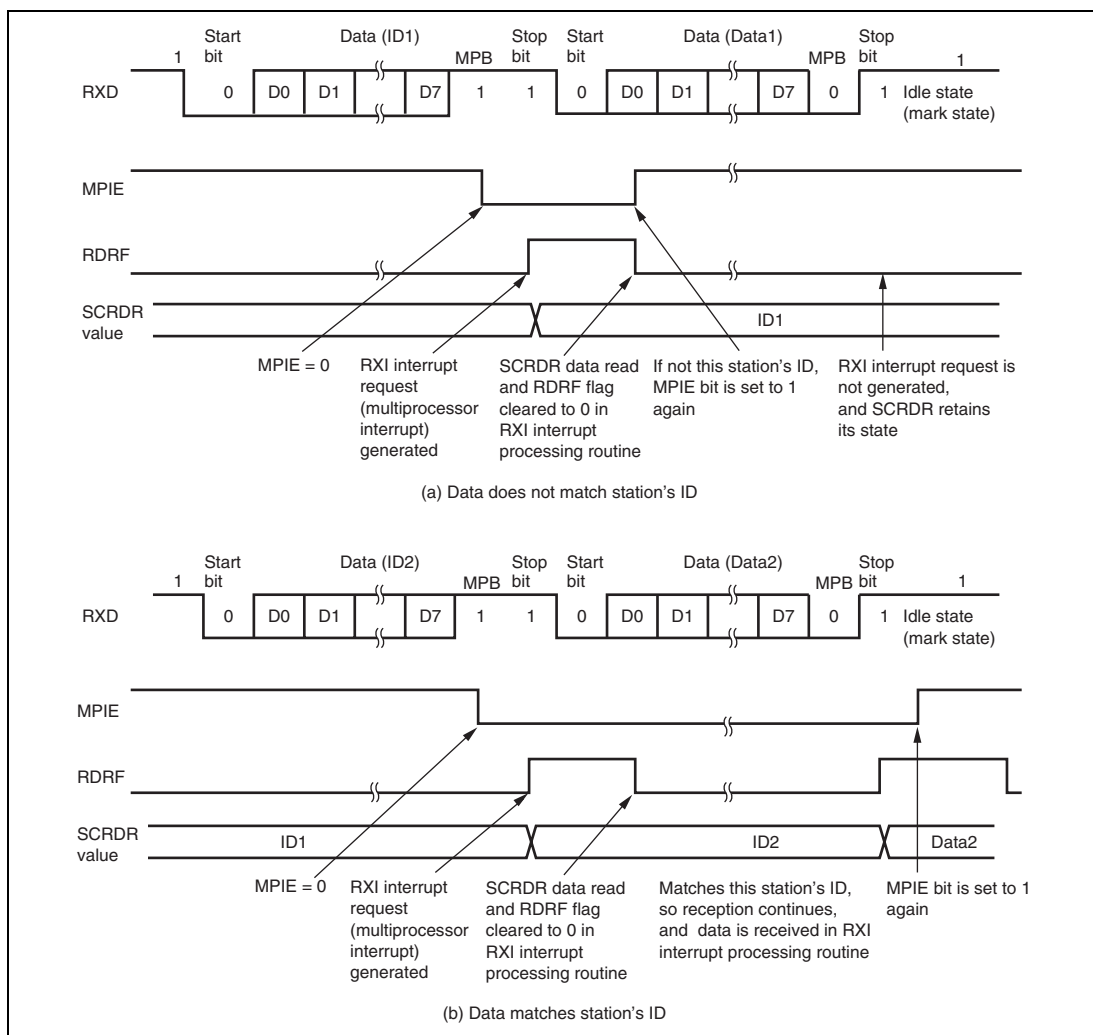 Start bit
Data (ID1)
MPB
Stop bit
Start bit
Data (Data1)
MPB
Stop bit
1
1
RXD
0 D0 D1 D7 1 1 0 D0 D1 D7 0 1 Idle state (mark state)
MPIE
RDRF
SCRDR value
ID1
MPIE = 0
RXI interrupt
request
(multiprocessor
interrupt)
generated
SCRDR data read
and RDRF flag
cleared to 0 in
RXI interrupt
processing routine
If not this station's ID,
MPIE bit is set to 1
again
RXI interrupt request is
not generated,
and SCRDR retains
its state
(a) Data does not match station's ID
Start bit
Data (ID2)
MPB
Stop bit
Start bit
Data (Data2)
MPB
Stop bit
1
1
RXD
0 D0 D1 D7 1 1 0 D0 D1 D7 0 1 Idle state (mark state)
MPIE
RDRF
SCRDR value
ID1
ID2
Data2
MPIE = 0
RXI interrupt
request
(multiprocessor
interrupt)
generated
SCRDR data read
and RDRF flag
cleared to 0 in
RXI interrupt
processing routine
Matches this station's ID,
so reception continues,
and data is received in RXI
interrupt processing routine
MPIE bit is set to 1
again
(b) Data matches station's ID